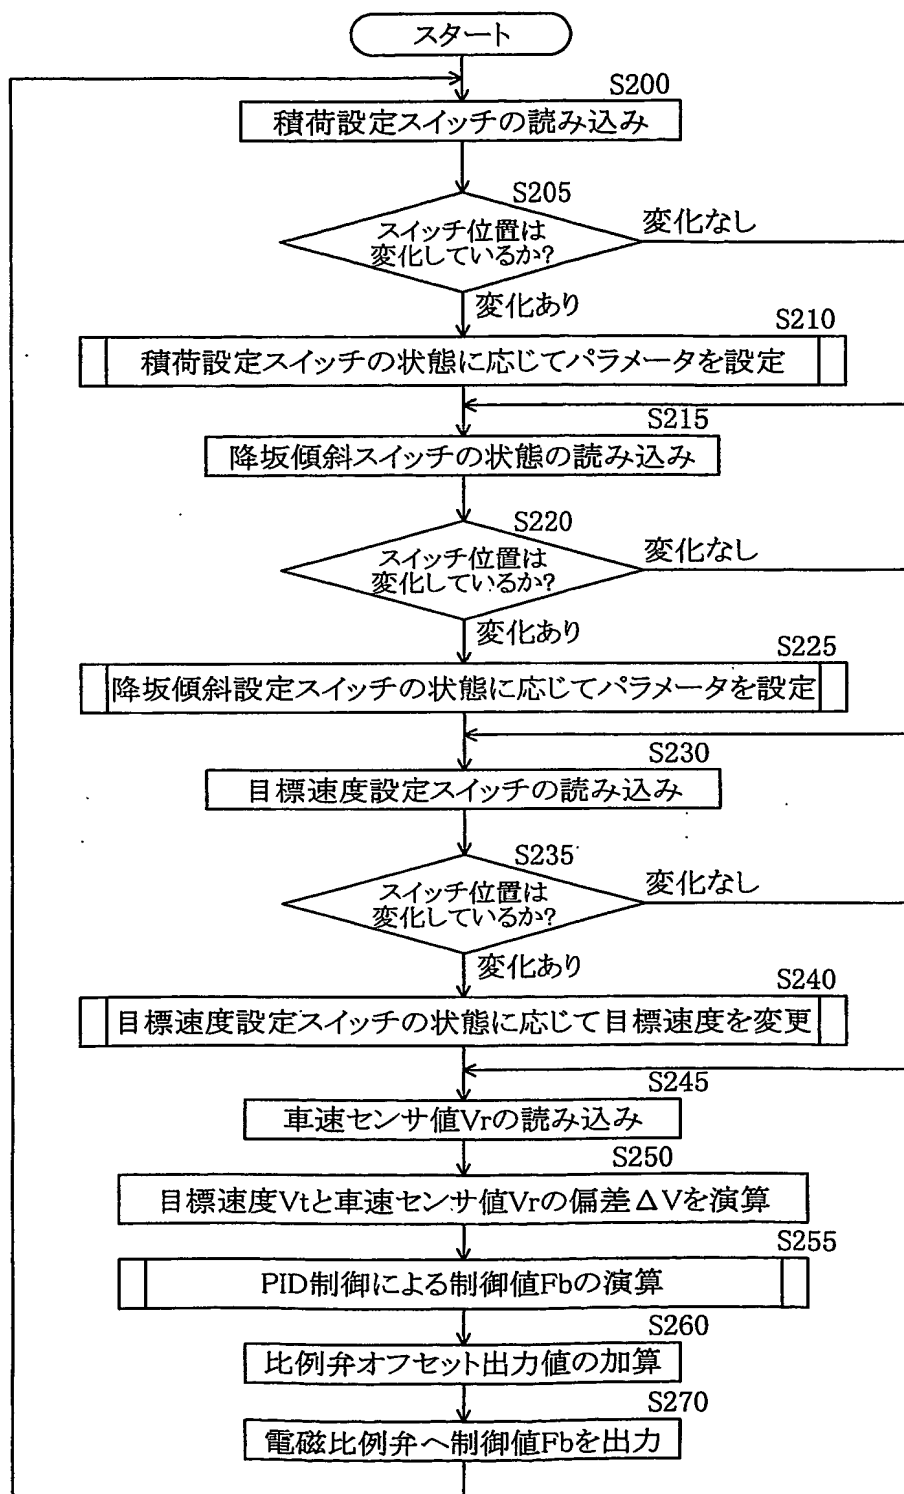 スタート
S200
積荷設定スイッチの読み込み
S205
スイッチ位置は
変化しているか?
変化なし
変化あり
S210
積荷設定スイッチの状態に応じてパラメータを設定
S215
降坂傾斜スイッチの状態の読み込み
S220
スイッチ位置は
変化しているか?
変化なし
変化あり
S225
降坂傾斜設定スイッチの状態に応じてパラメータを設定
S230
目標速度設定スイッチの読み込み
S235
スイッチ位置は
変化しているか?
変化なし
変化あり
S240
目標速度設定スイッチの状態に応じて目標速度を変更
S245
車速センサ値Vrの読み込み
S250
目標速度Vtと車速センサ値Vrの偏差ΔVを演算
S255
PID制御による制御値Fbの演算
S260
比例弁オフセット出力値の加算
S270
電磁比例弁へ制御値Fbを出力